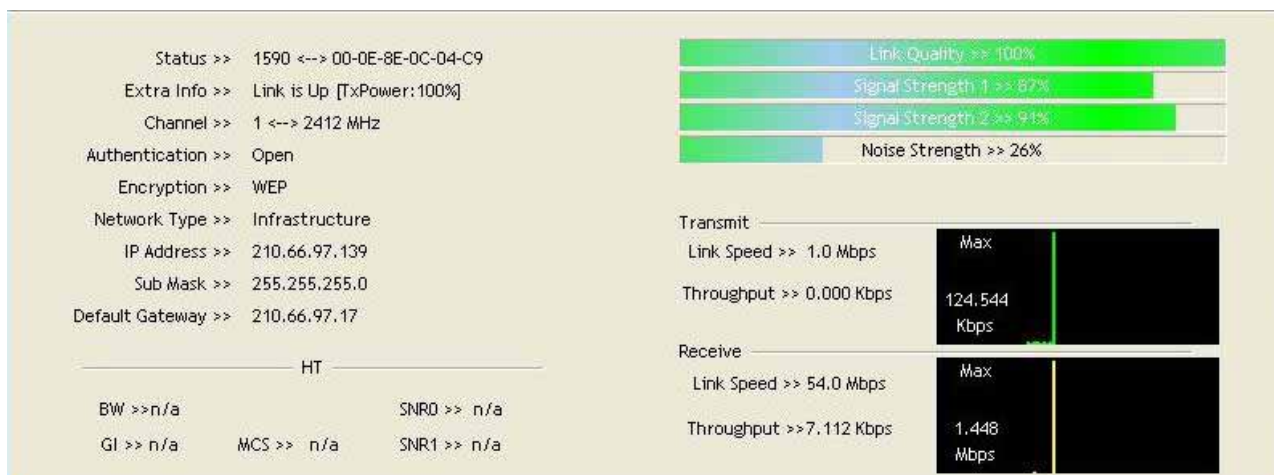 Status >> 1590 <--> 00-0E-8E-0C-04-C9
Extra Info >> Link is Up [TxPower:100%]
Channel >> 1 <--> 2412 MHz
Authentication >> Open
Encryption >> WEP
Network Type >> Infrastructure
IP Address >> 210.66.97.139
Sub Mask >> 255.255.255.0
Default Gateway >> 210.66.97.17
HT
BW >>n/a
SNR0 >> n/a
GI >> n/a
MCS >> n/a
SNR1 >> n/a
Link Quality >> 100%
Signal Strength 1 >> 87%
Signal Strength 2 >> 91%
Noise Strength >> 26%
Transmit
Link Speed >> 1.0 Mbps
Throughput >> 0.000 Kbps
Max
124.544
Kbps
Receive
Link Speed >> 54.0 Mbps
Throughput >>7.112 Kbps
Max
1.448
Mbps